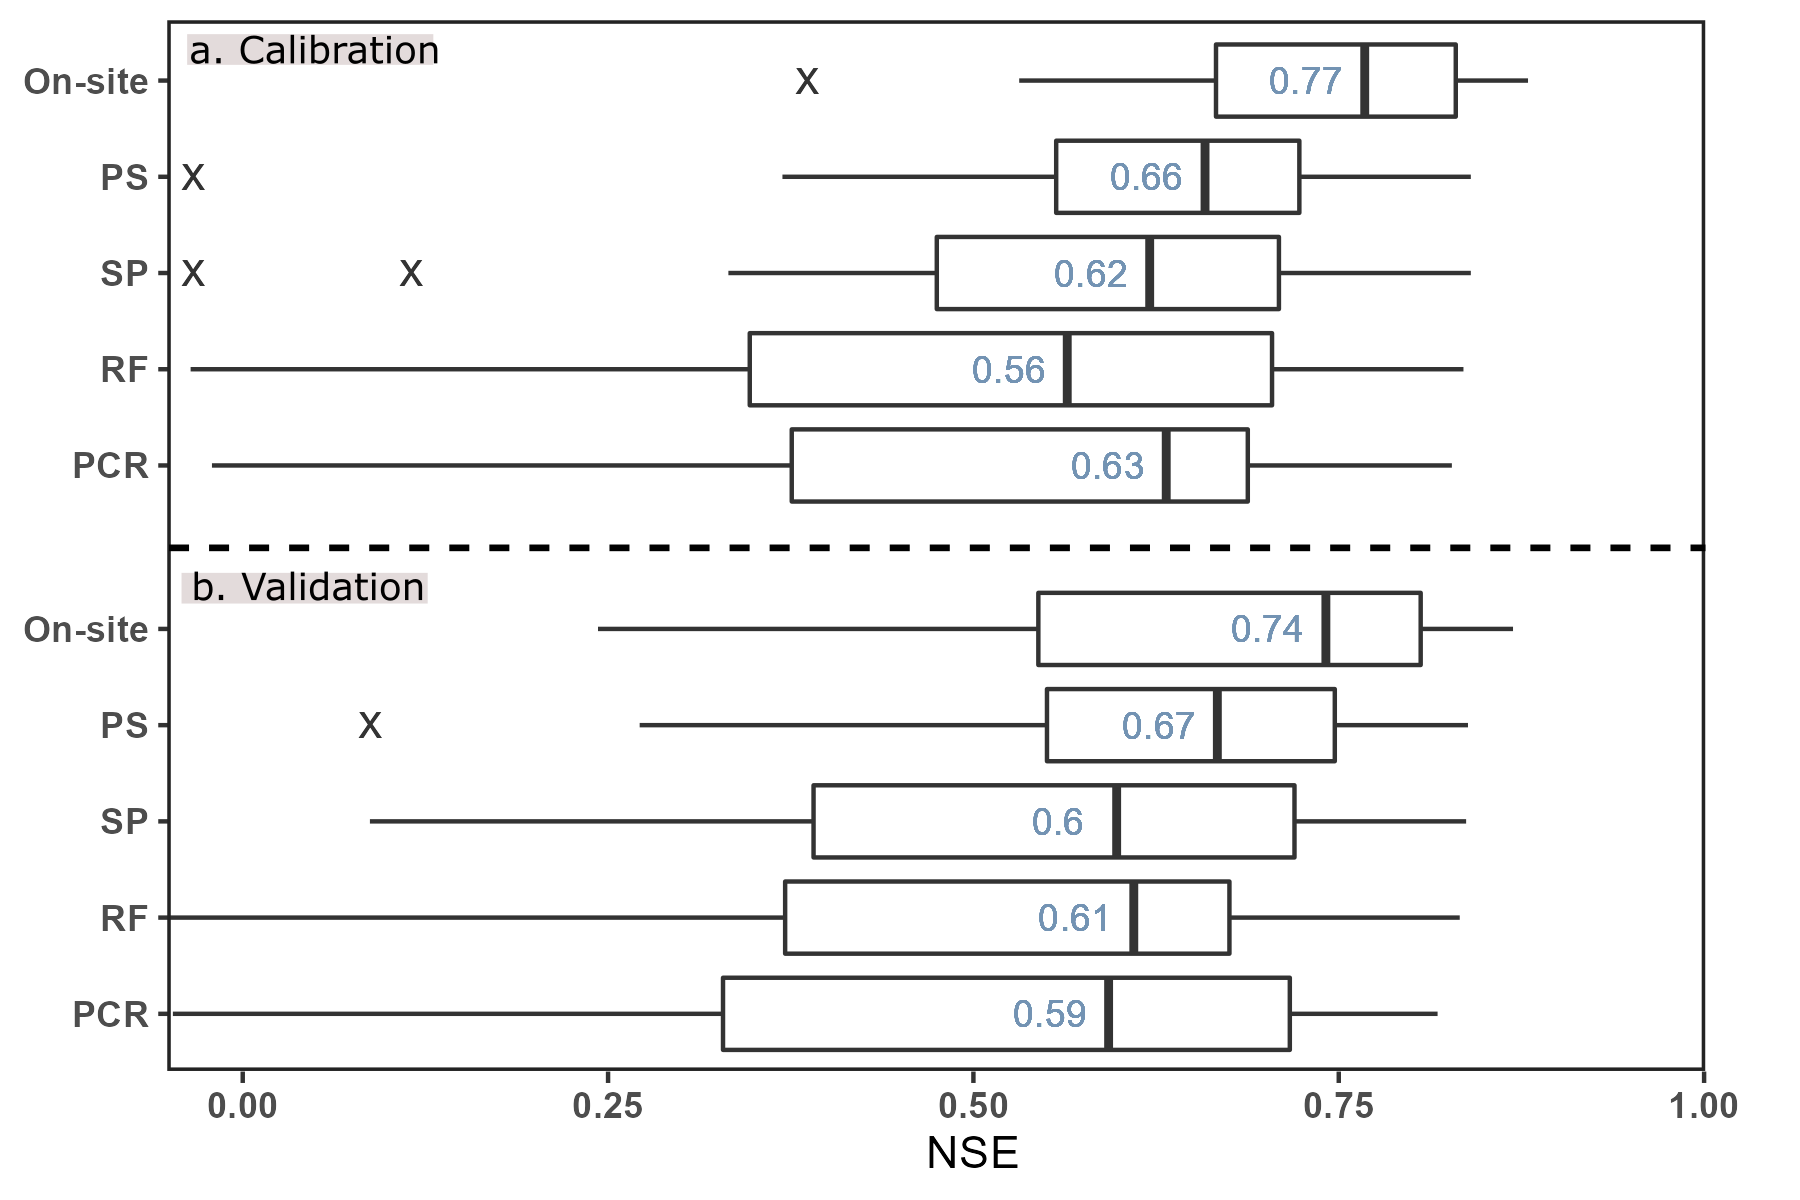 a. Calibration
On-site X 0.77
PS X 0.66
SP X X 0.62
RF 0.56
PCR 0.63
b. Validation
On-site 0.74
PS X 0.67
SP 0.6
RF 0.61
PCR 0.59
0.00 0.25 0.50 0.75 1.00
NSE